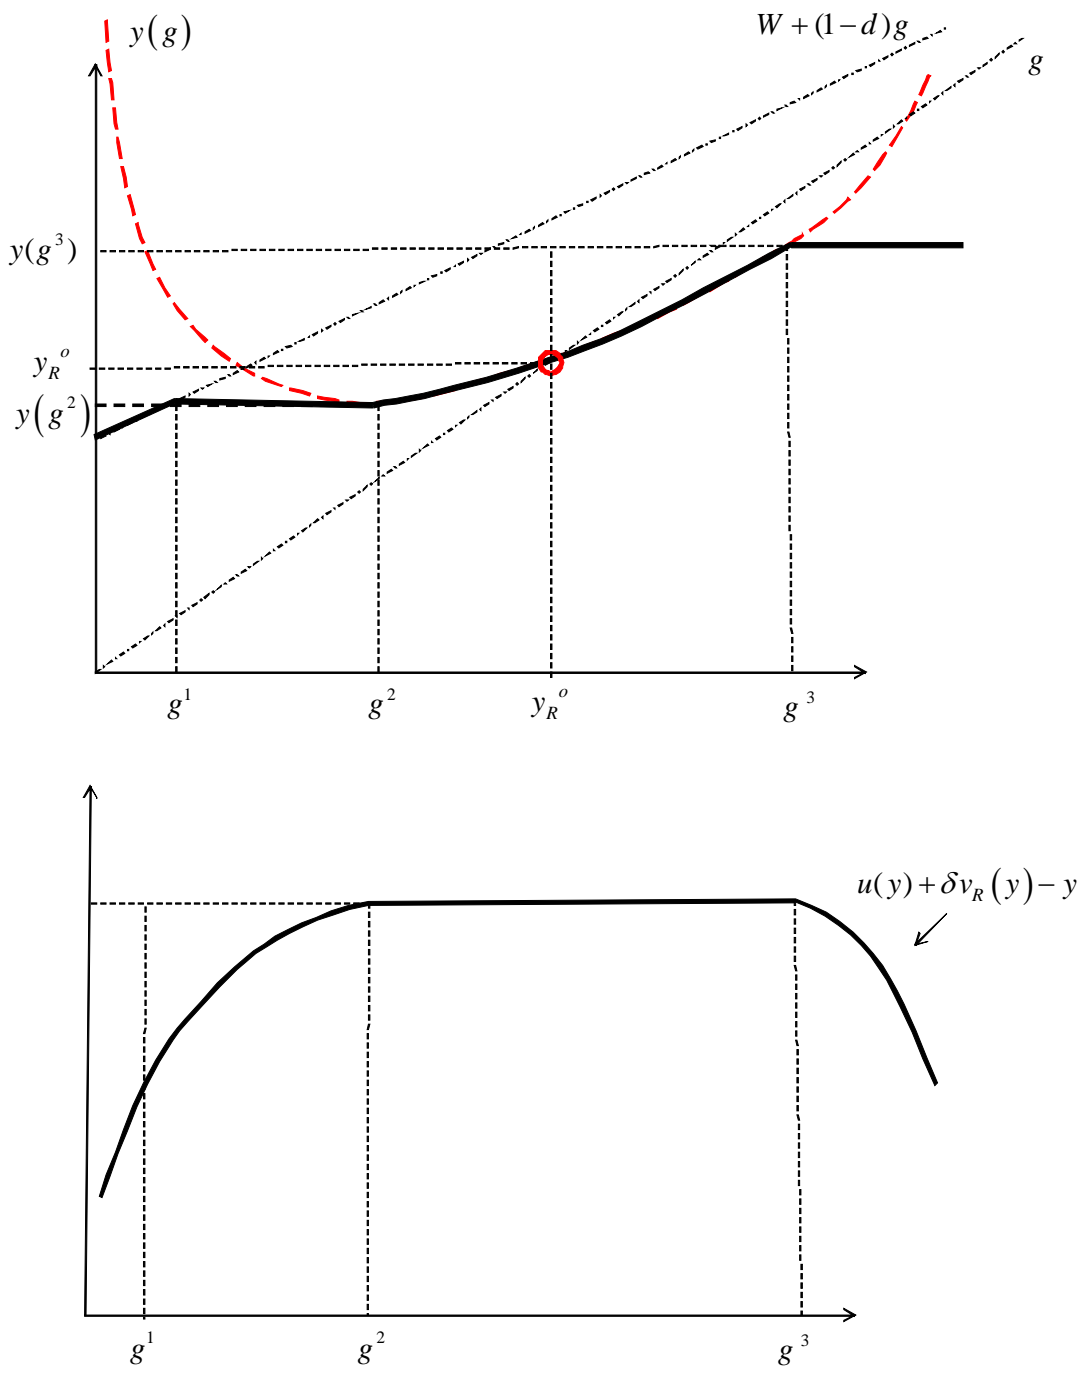 y(g)
W + (1−d)g
g
y(g³)
y_R^o
y(g²)
g¹ g² y_R^o g³
u(y) + δv_R(y) − y
g¹ g² g³